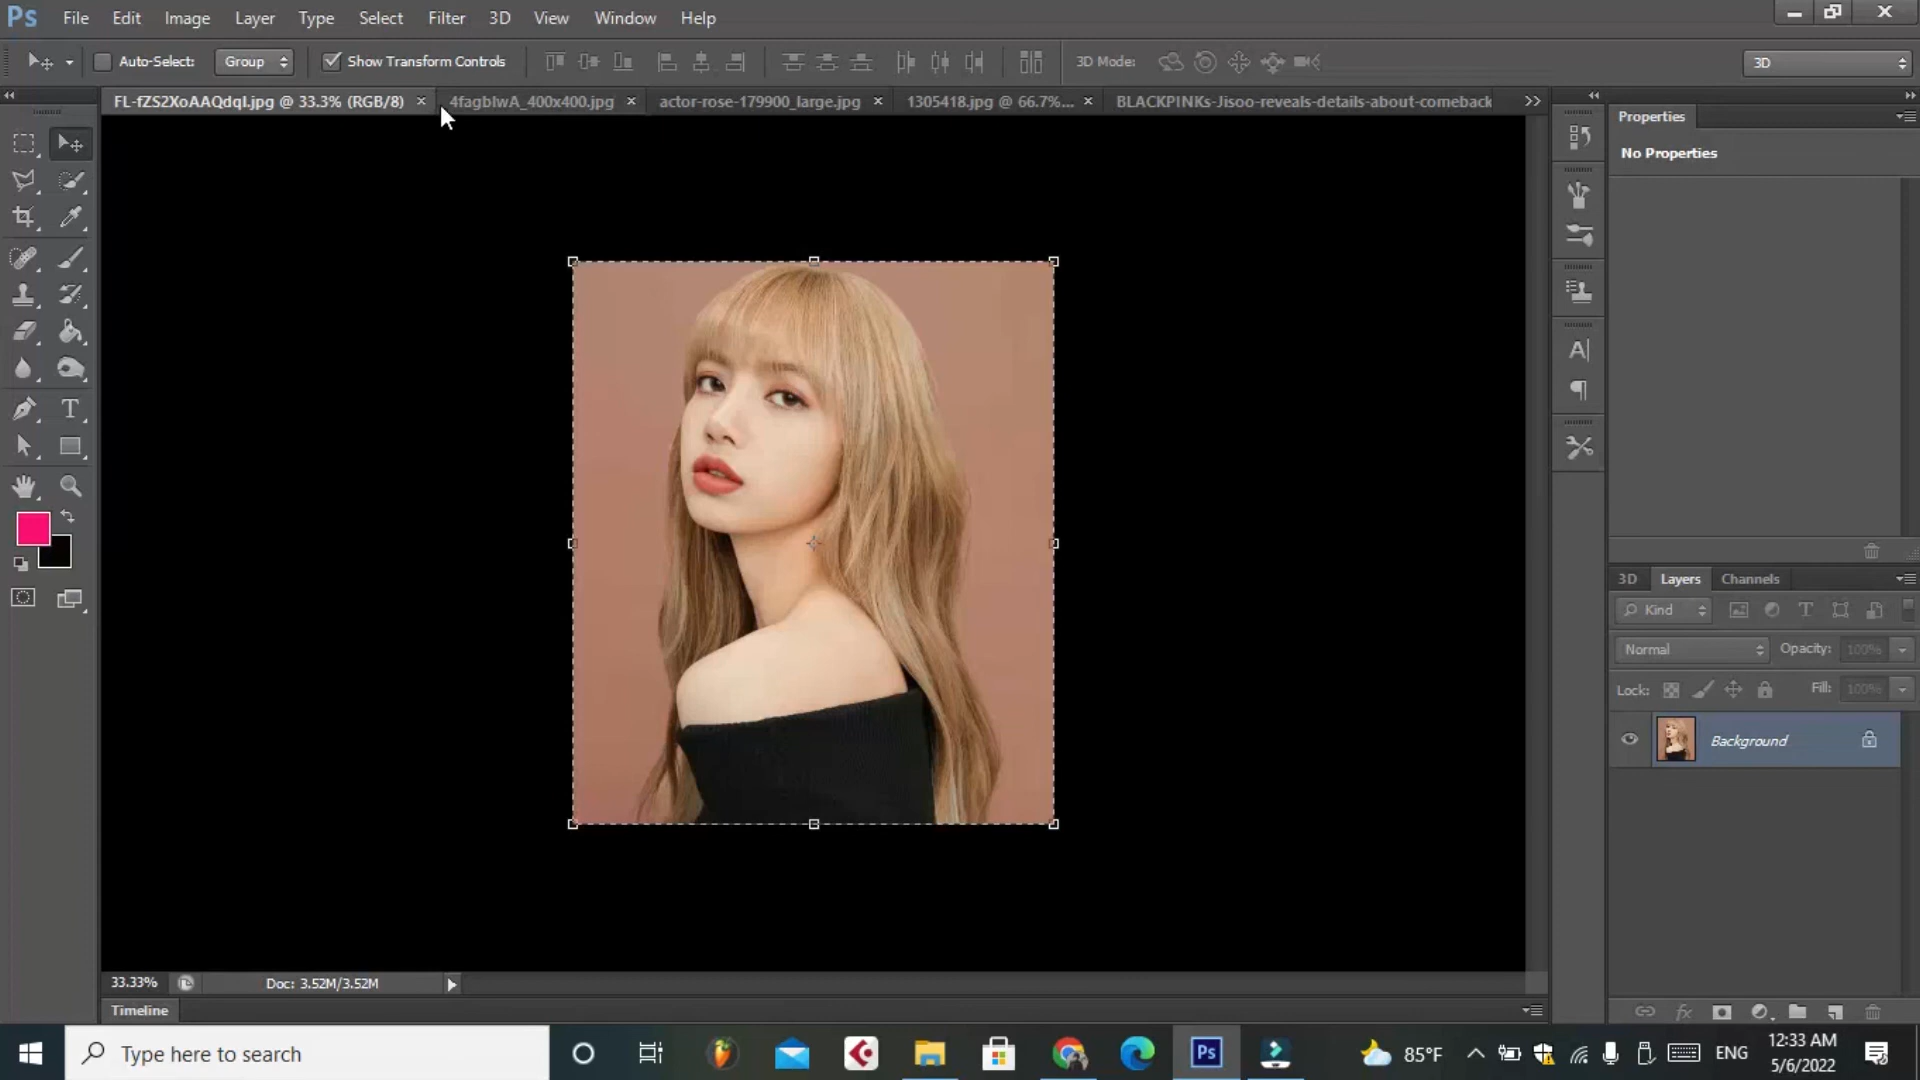 Ps File Edit Image Layer Type Select Filter 3D View Window Help
Auto-Select: Group Show Transform Controls 3D Mode: 3D
FL-fZS2XoAAQdqI.jpg @ 33.3% (RGB/8) × 4fagblwA_400x400.jpg × actor-rose-179900_large.jpg × 1305418.jpg @ 66.7%... × BLACKPINKs-Jisoo-reveals-details-about-comeback
Properties
No Properties
3D Layers Channels
Kind
Normal Opacity: 100%
Lock: Fill: 100%
Background
33.33% Doc: 3.52M/3.52M
Timeline
Type here to search
Ps
85°F
ENG
12:33 AM
5/6/2022